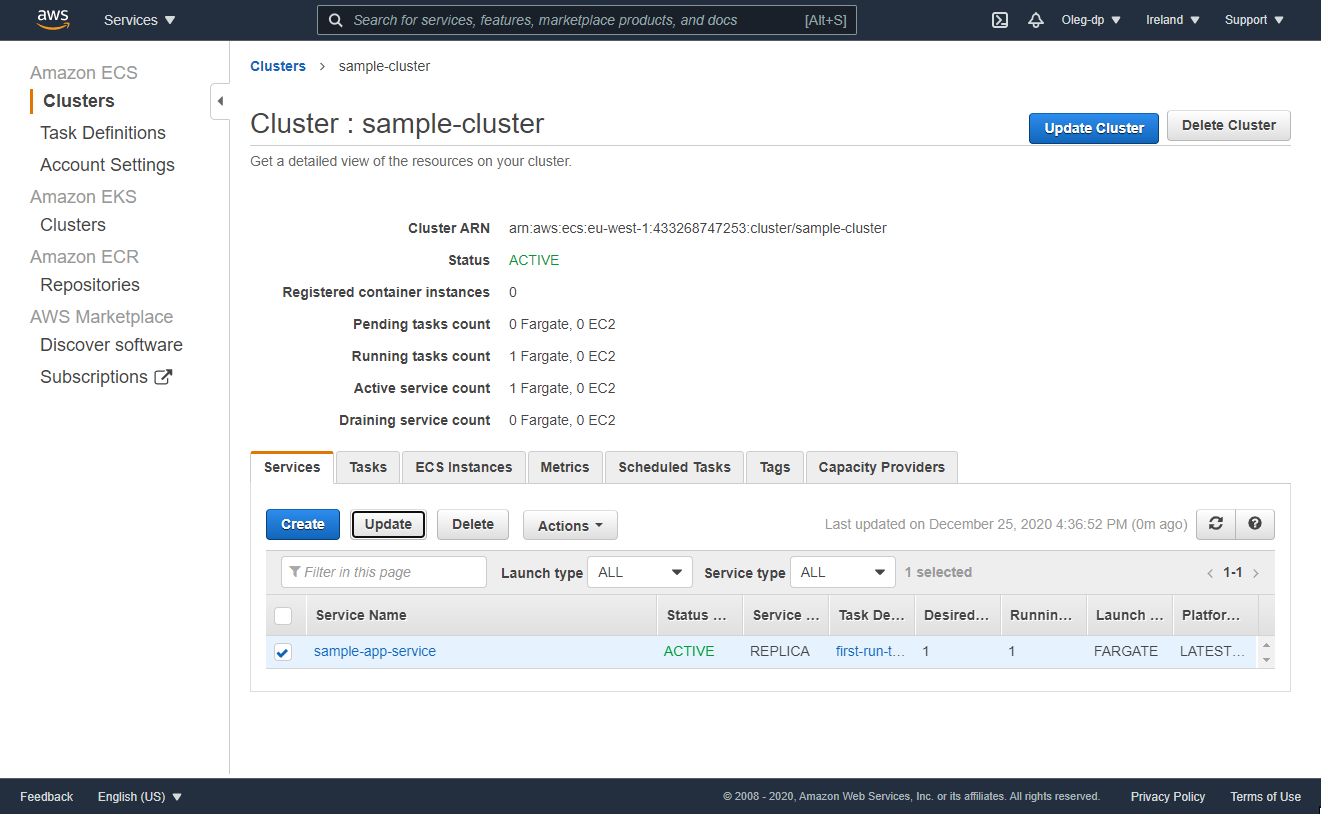 aws Services Search for services, features, marketplace products, and docs [Alt+S] Oleg-dp Ireland Support
Amazon ECS
Clusters
Task Definitions
Account Settings
Amazon EKS
Clusters
Amazon ECR
Repositories
AWS Marketplace
Discover software
Subscriptions
Clusters > sample-cluster
Cluster : sample-cluster
Update Cluster Delete Cluster
Get a detailed view of the resources on your cluster.
Cluster ARN arn:aws:ecs:eu-west-1:433268747253:cluster/sample-cluster
Status ACTIVE
Registered container instances 0
Pending tasks count 0 Fargate, 0 EC2
Running tasks count 1 Fargate, 0 EC2
Active service count 1 Fargate, 0 EC2
Draining service count 0 Fargate, 0 EC2
Services Tasks ECS Instances Metrics Scheduled Tasks Tags Capacity Providers
Create Update Delete Actions Last updated on December 25, 2020 4:36:52 PM (0m ago)
Filter in this page Launch type ALL Service type ALL 1 selected < 1-1 >
Service Name Status ... Service ... Task De... Desired... Runnin... Launch ... Platfor...
sample-app-service ACTIVE REPLICA first-run-t... 1 1 FARGATE LATEST...
Feedback English (US) © 2008 - 2020, Amazon Web Services, Inc. or its affiliates. All rights reserved. Privacy Policy Terms of Use